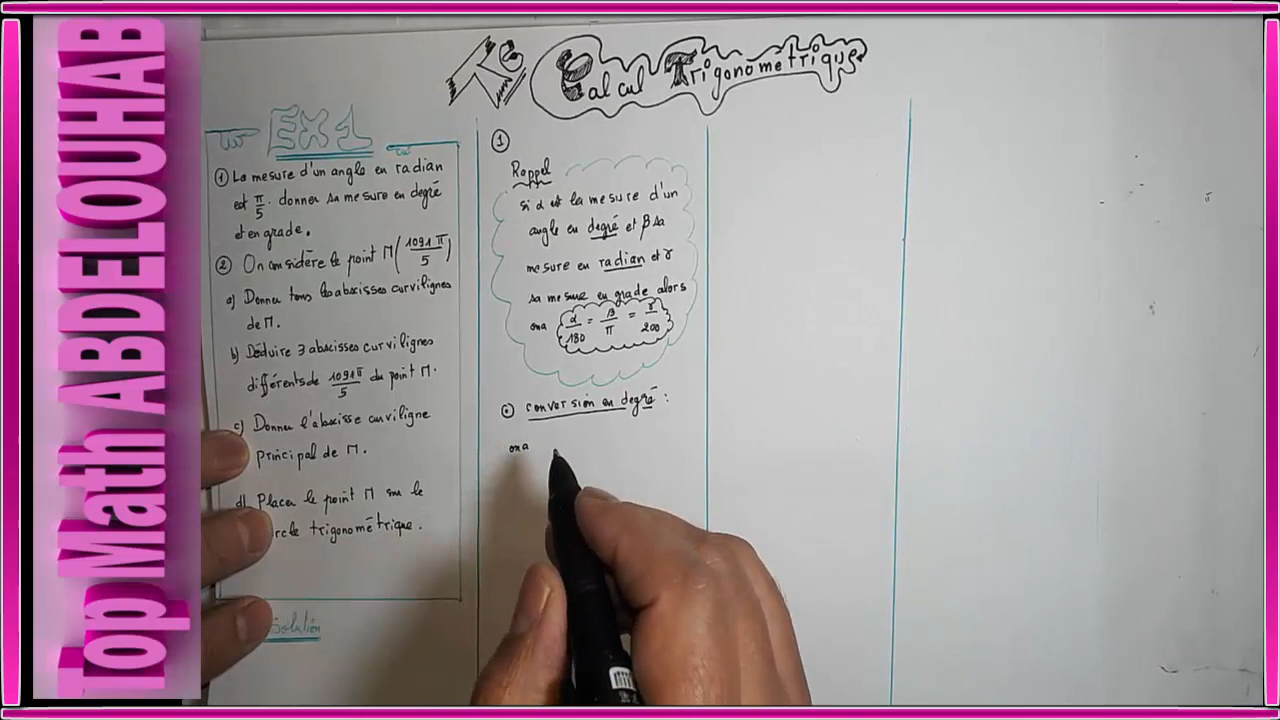 Top Math ABDELOUHAB
Tc Calcul Trigonométrique
EX1
① La mesure d'un angle en radian
est π/5. donner sa mesure en degré
et en grade.
② On considère le point M(1091π/5)
a) Donner tous les abscisses curvilignes
de M.
b) Déduire 3 abscisses curvilignes
différents de 1091π/5 du point M.
c) Donner l'abscisse curviligne
principal de M.
d) Placer le point M sur le
cercle trigonométrique.
Solution
①
Rappel
si α est la mesure d'un
angle en degré et β sa
mesure en radian et γ
sa mesure en grade alors
ona α/180 = β/π = γ/200
conversion en degré :
ona